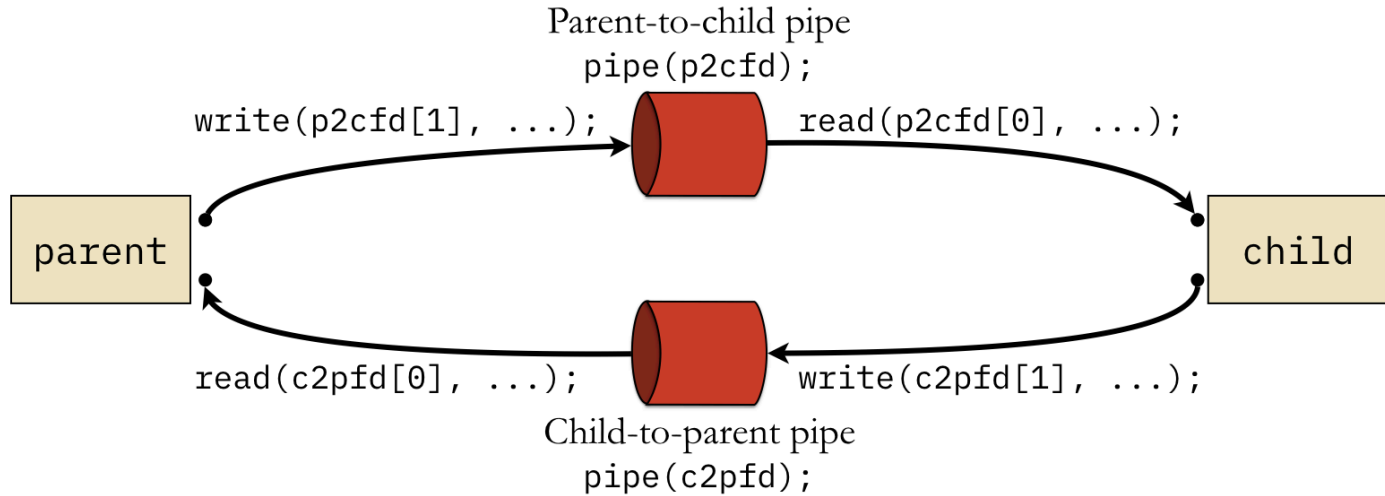 Parent-to-child pipe
pipe(p2cfd);
write(p2cfd[1], ...);
read(p2cfd[0], ...);
parent
child
read(c2pfd[0], ...);
write(c2pfd[1], ...);
Child-to-parent pipe
pipe(c2pfd);